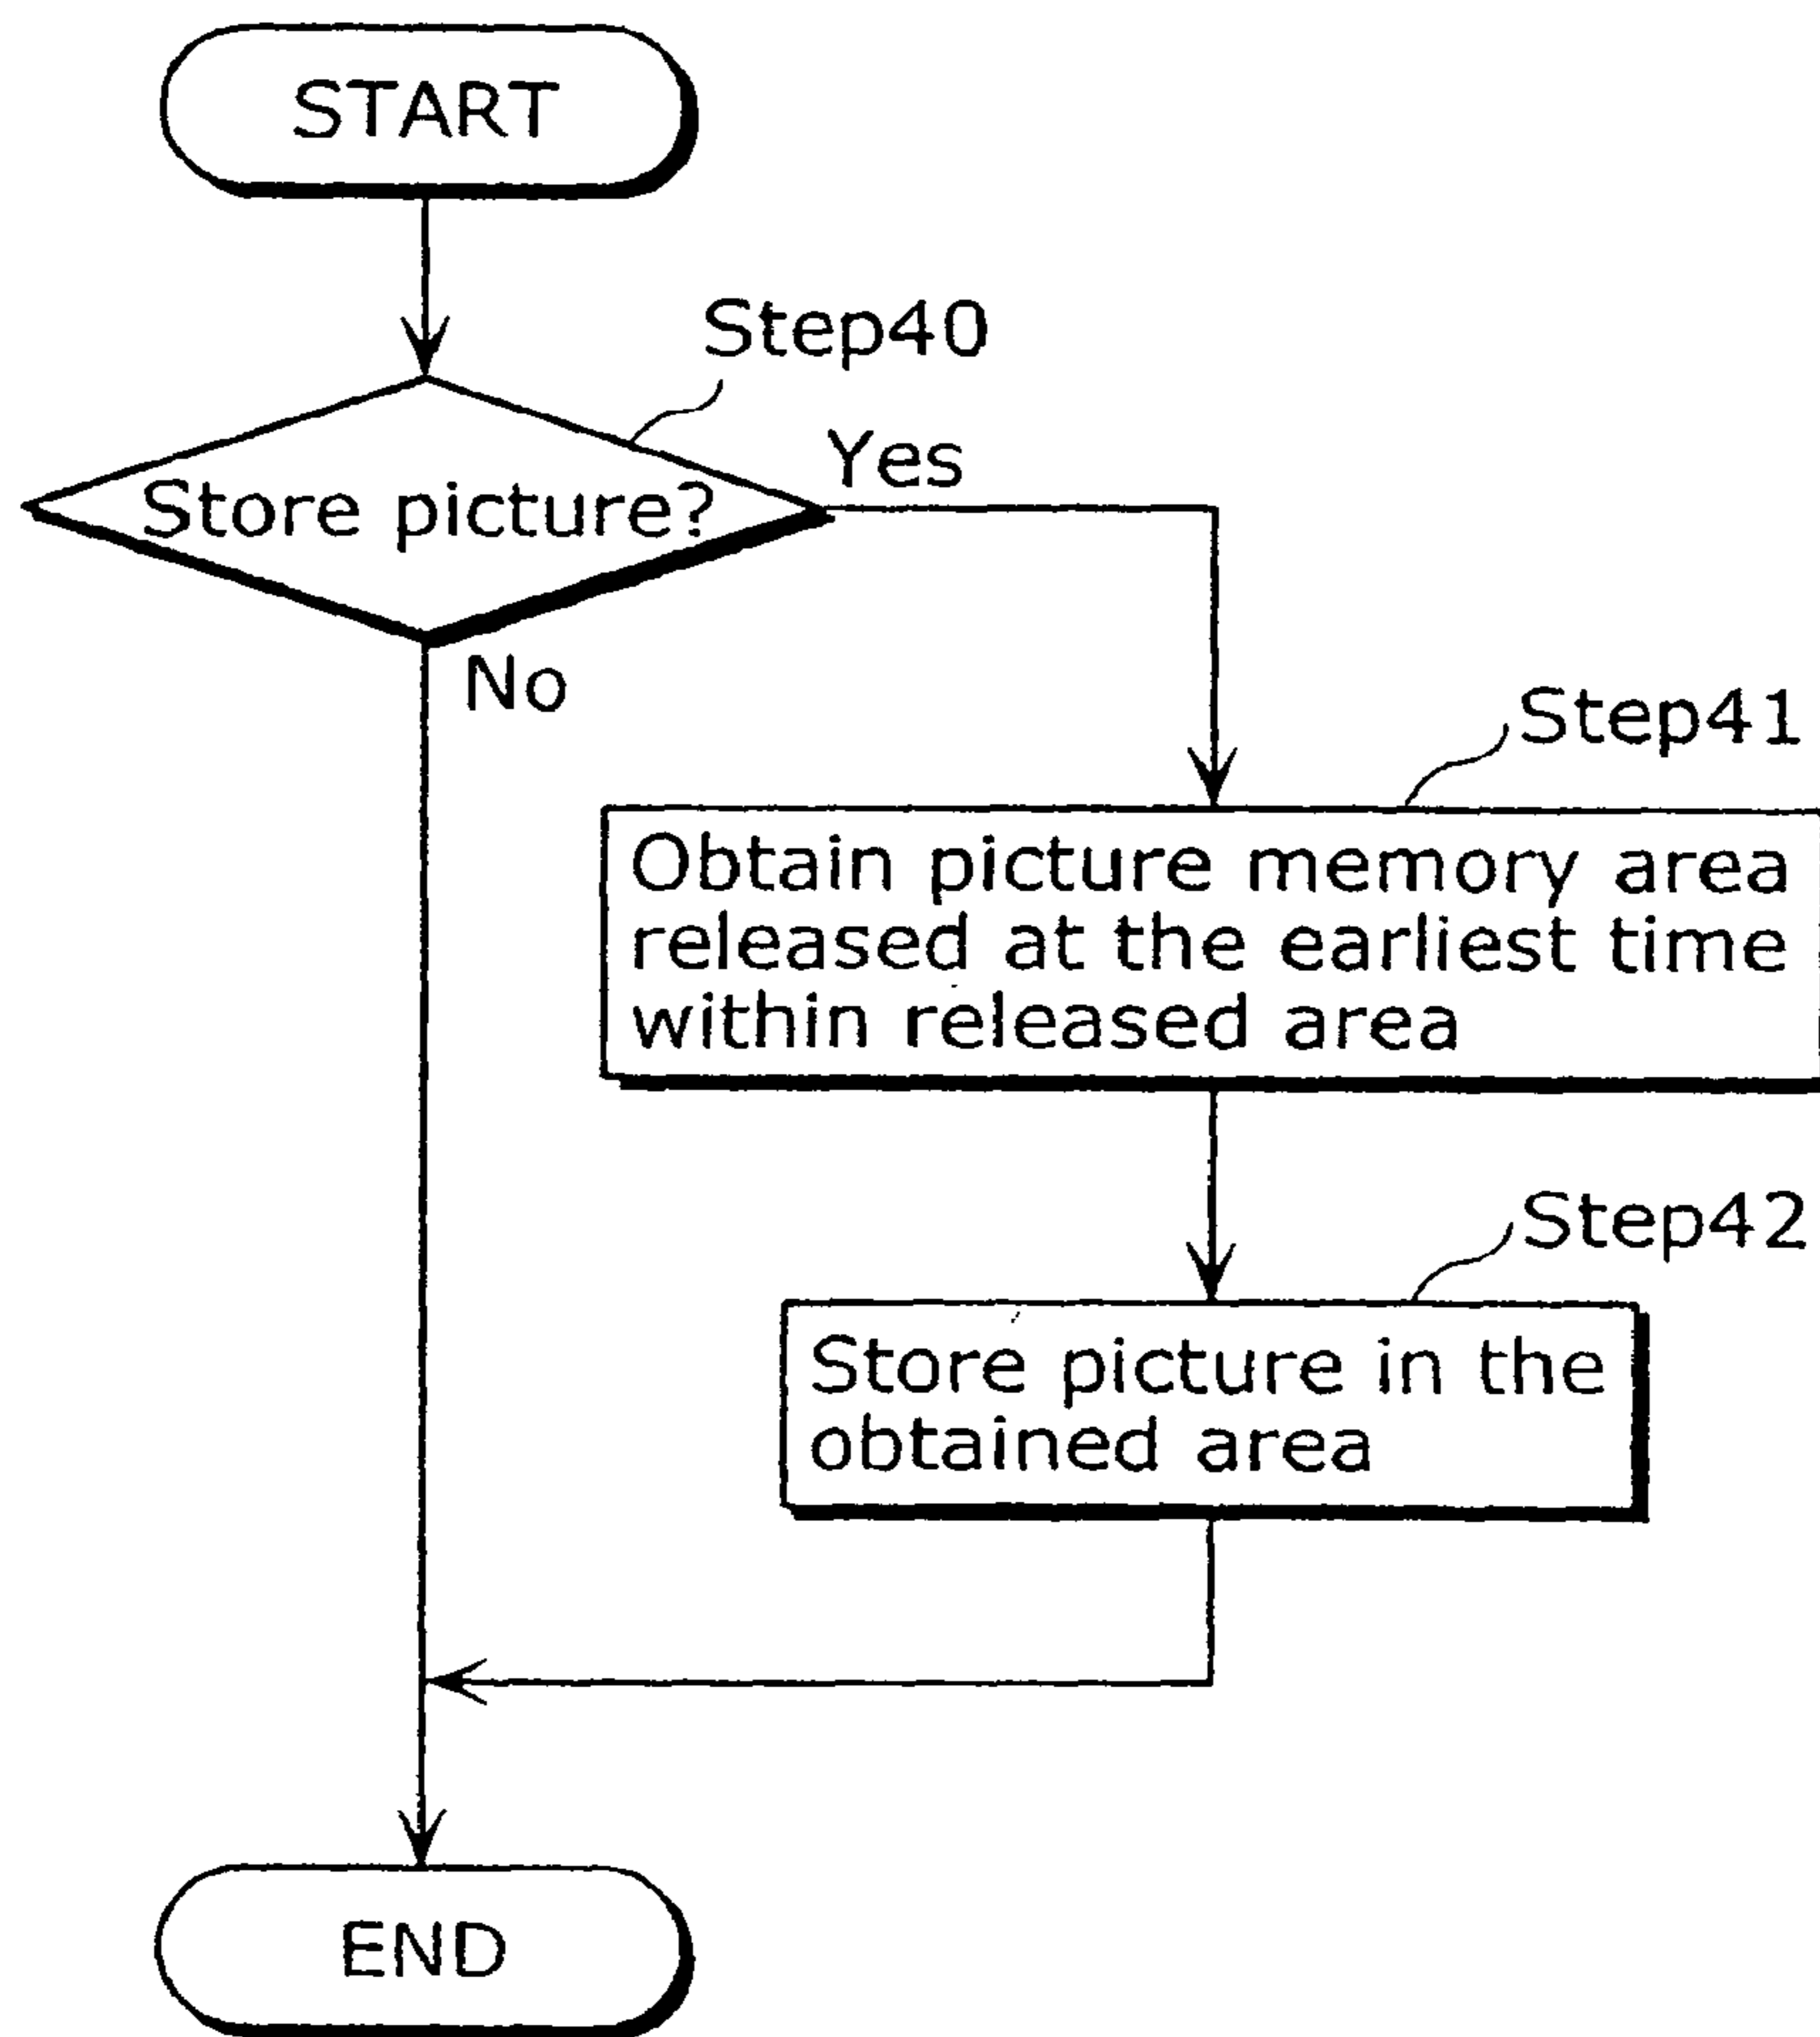 START
Step40
Yes
Store picture?
No
Step41
Obtain picture memory area
released at the earliest time
within released area
Step42
Store picture in the
obtained area
END